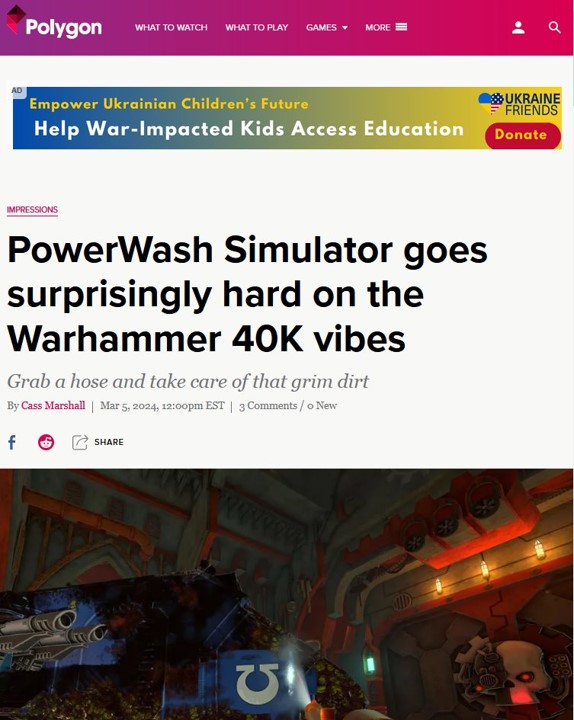 Polygon
WHAT TO WATCH WHAT TO PLAY GAMES MORE
AD
Empower Ukrainian Children's Future
Help War-Impacted Kids Access Education
UKRAINE
FRIENDS
Donate
IMPRESSIONS
PowerWash Simulator goes
surprisingly hard on the
Warhammer 40K vibes
Grab a hose and take care of that grim dirt
By Cass Marshall | Mar 5, 2024, 12:00pm EST | 3 Comments / 0 New
SHARE